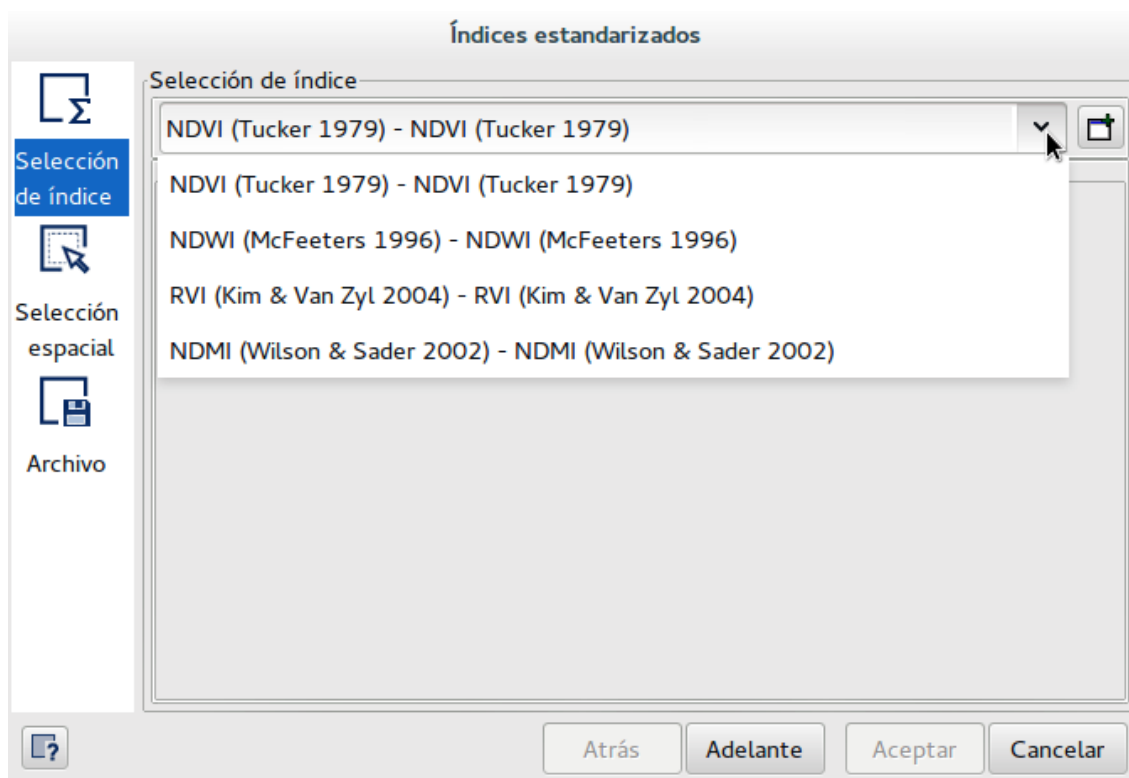 Índices estandarizados
Selección
de índice
Selección
espacial
Archivo
Selección de índice
NDVI (Tucker 1979) - NDVI (Tucker 1979)
NDVI (Tucker 1979) - NDVI (Tucker 1979)
NDWI (McFeeters 1996) - NDWI (McFeeters 1996)
RVI (Kim & Van Zyl 2004) - RVI (Kim & Van Zyl 2004)
NDMI (Wilson & Sader 2002) - NDMI (Wilson & Sader 2002)
Atrás
Adelante
Aceptar
Cancelar